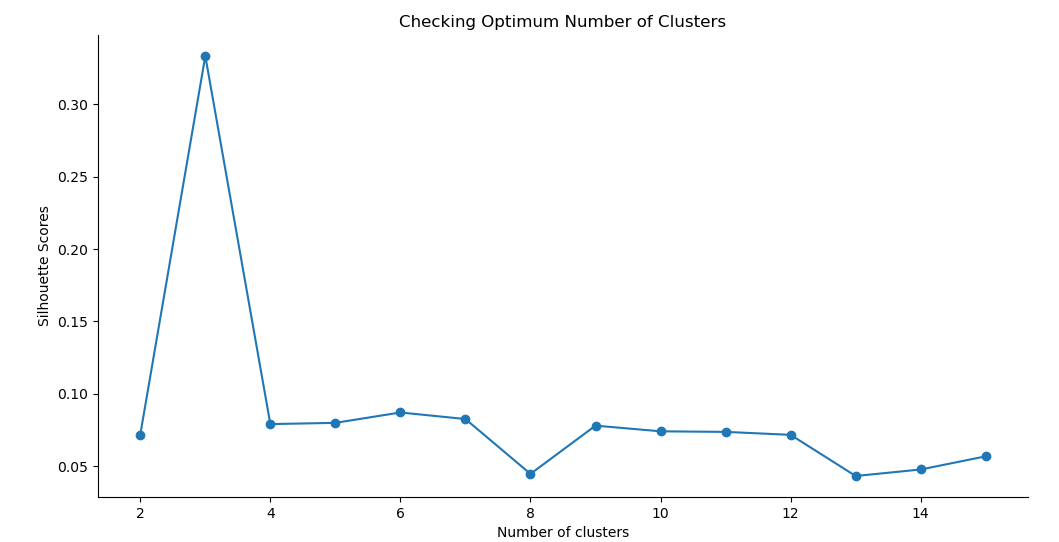 Checking Optimum Number of Clusters
Silhouette Scores
0.30
0.25
0.20
0.15
0.10
0.05
2 4 6 8 10 12 14
Number of clusters